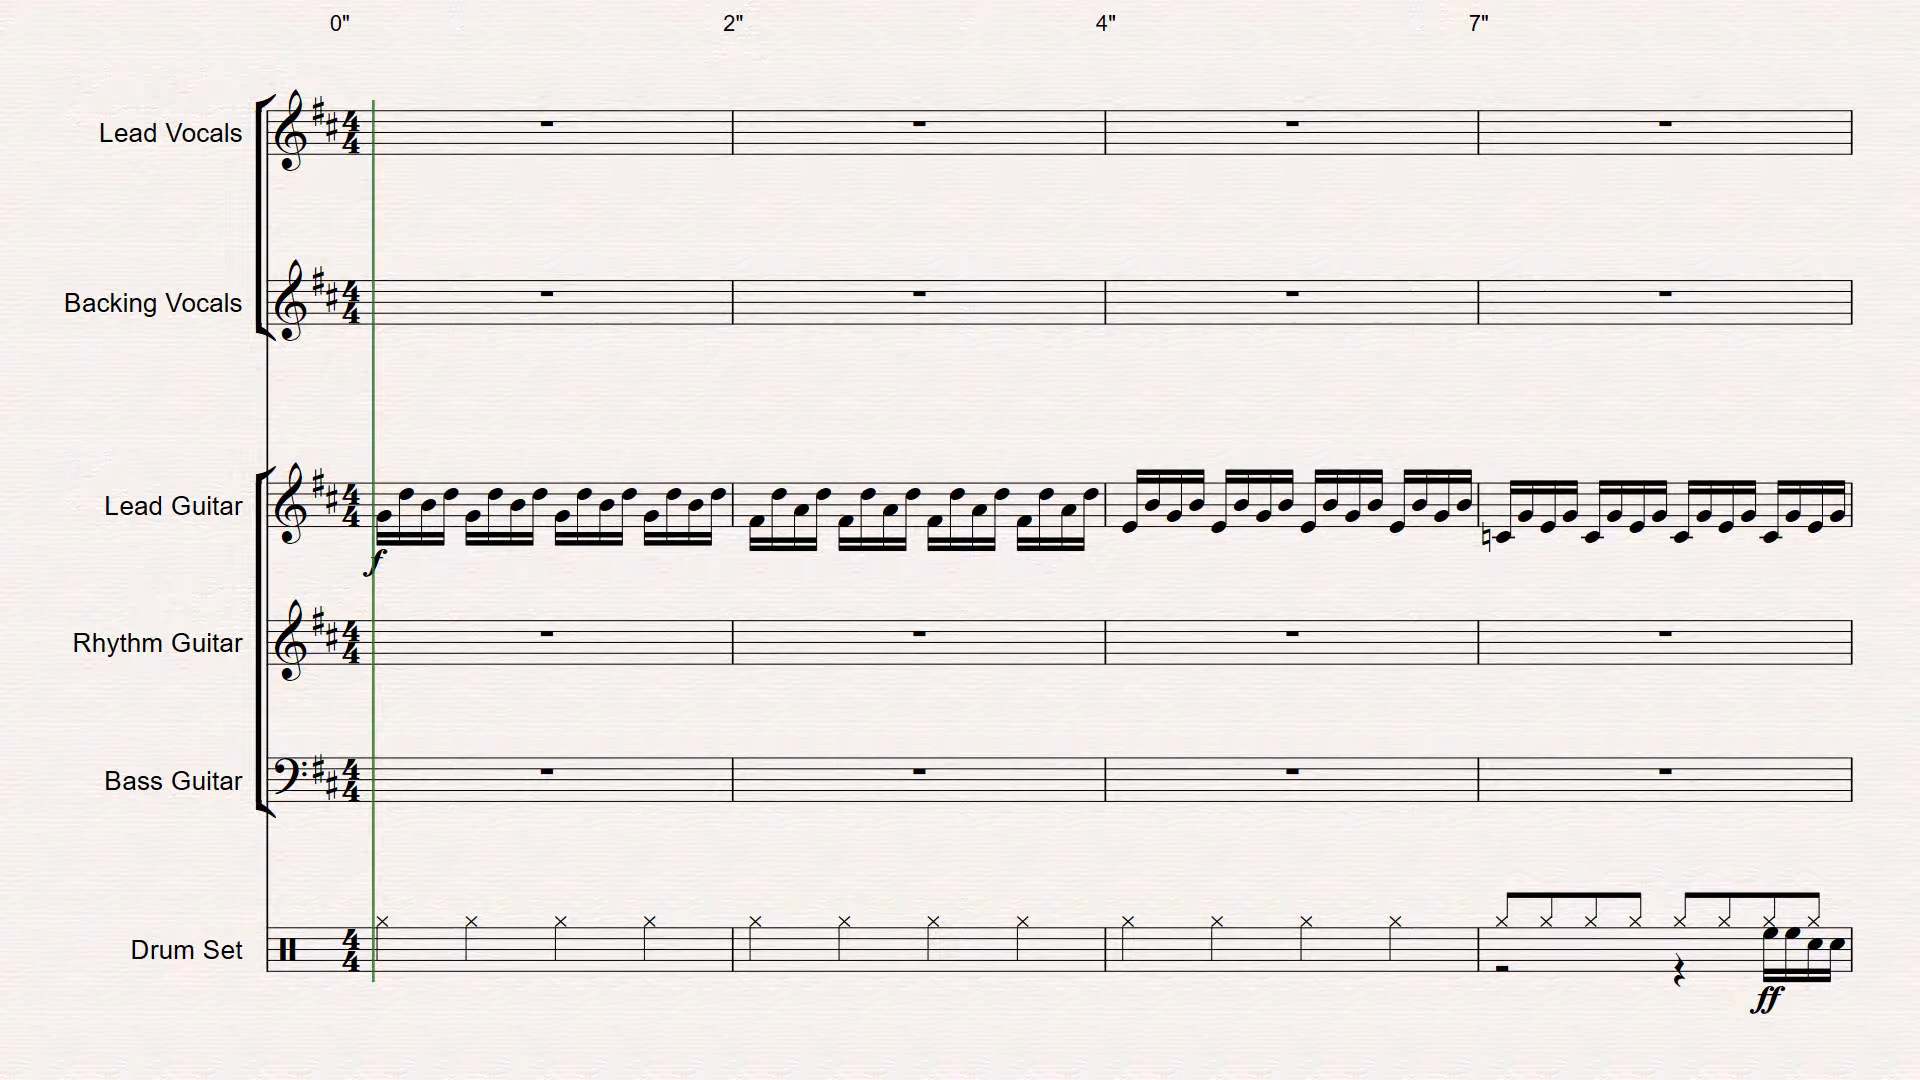 0" 2" 4" 7"
Lead Vocals
Backing Vocals
Lead Guitar
f
Rhythm Guitar
Bass Guitar
Drum Set
ff